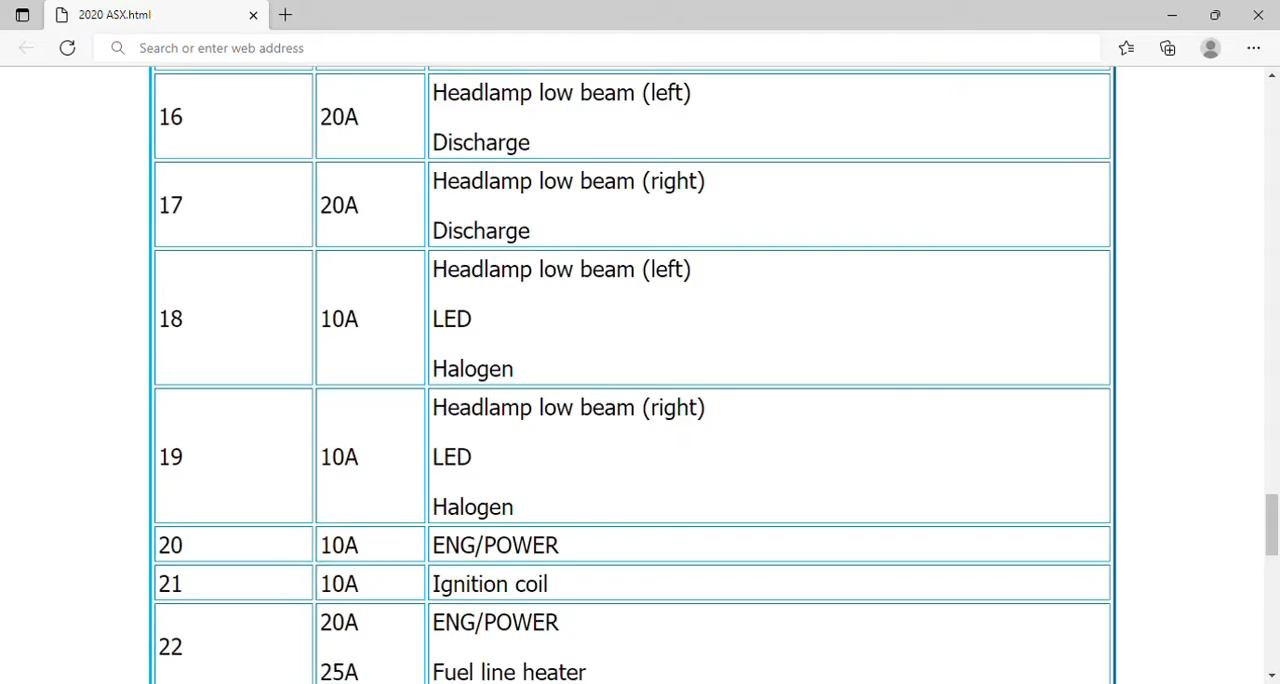 2020 ASX.html
Search or enter web address
16 20A Headlamp low beam (left)
Discharge
17 20A Headlamp low beam (right)
Discharge
18 10A Headlamp low beam (left)
LED
Halogen
19 10A Headlamp low beam (right)
LED
Halogen
20 10A ENG/POWER
21 10A Ignition coil
22 20A ENG/POWER
25A Fuel line heater